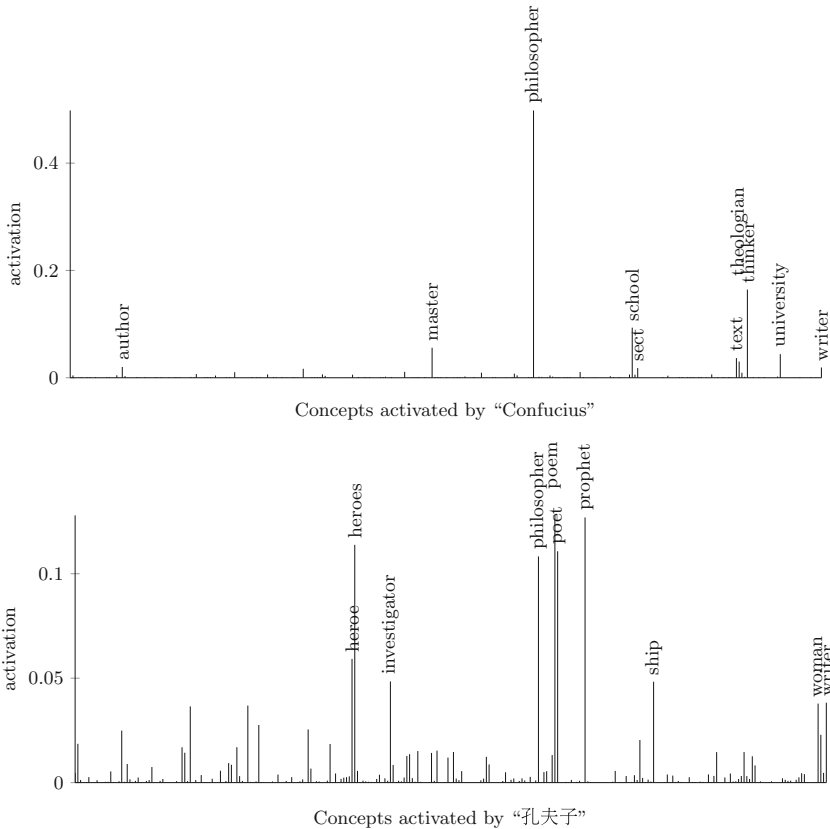 philosopher
0.4
theologian
thinker
activation
0.2
university
school
master
author
writer
text
sect
0
Concepts activated by “Confucius”
poem
prophet
philosopher
heroes
poet
0.1
investigator
heroe
activation
ship
woman
writer
0.05
0
Concepts activated by “孔夫子”